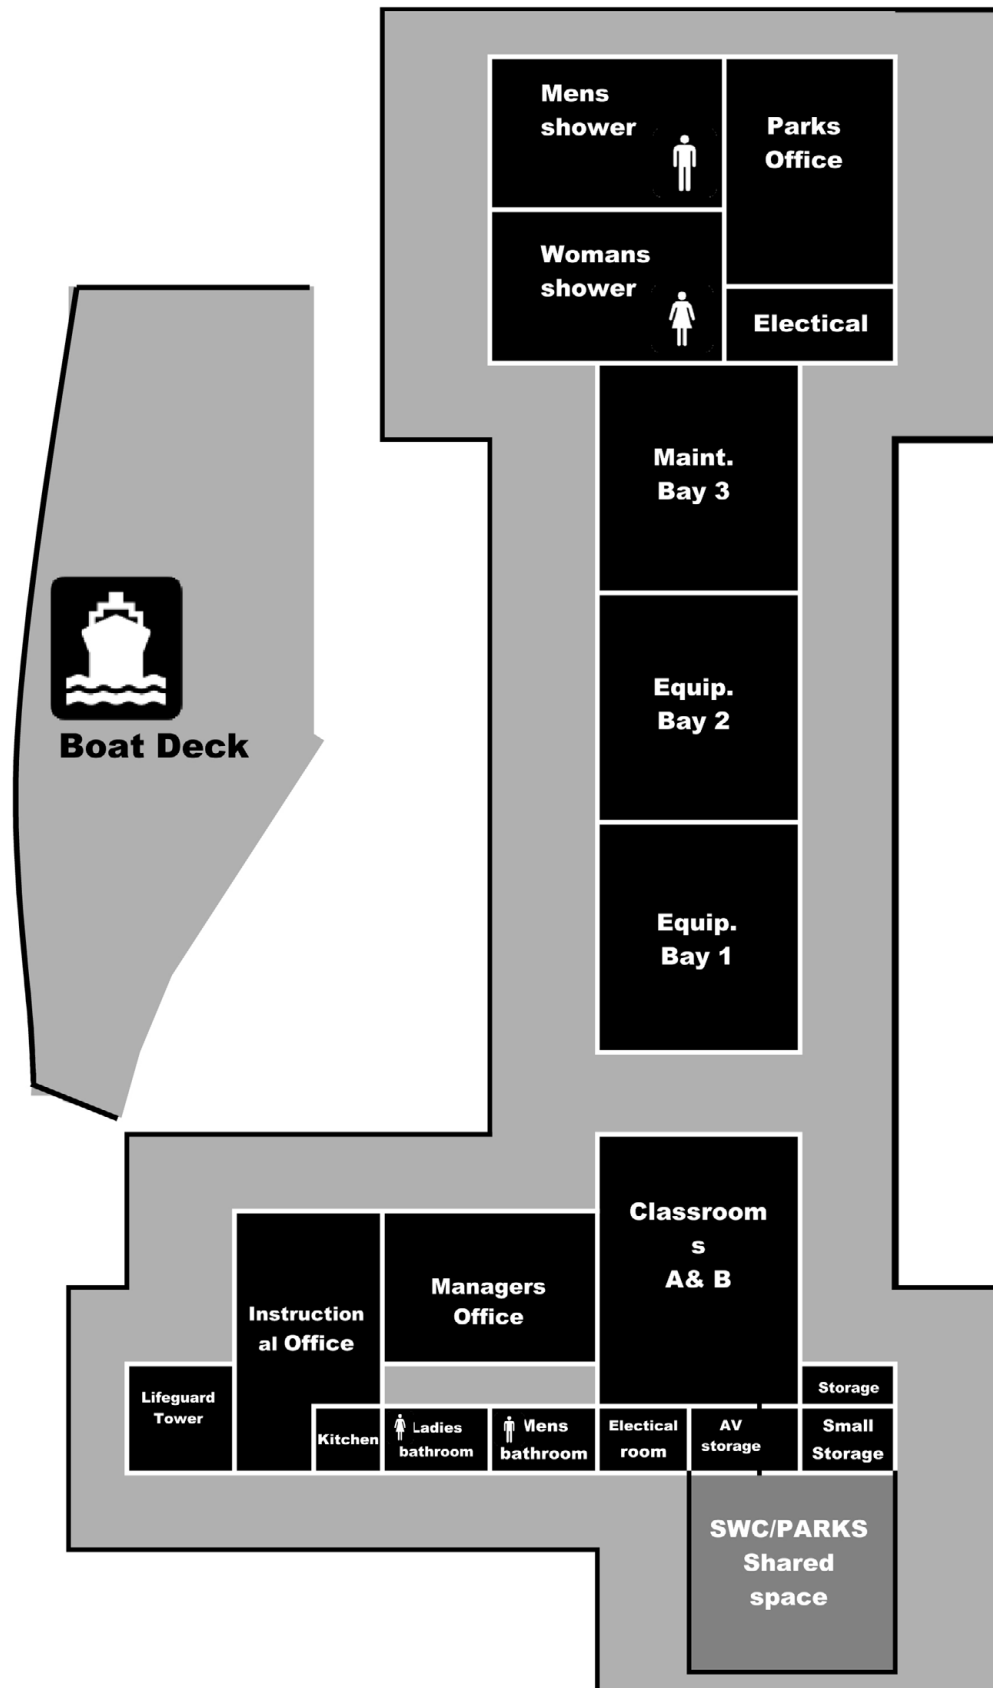 Mens
shower
Parks
Office
Womans
shower
Electical
Maint.
Bay 3
Equip.
Bay 2
Boat Deck
Equip.
Bay 1
Classroom
s
A& B
Managers
Office
Instruction
al Office
Lifeguard
Tower
Storage
Kitchen
Ladies
bathroom
Mens
bathroom
Electical
room
AV
storage
Small
Storage
SWC/PARKS
Shared
space